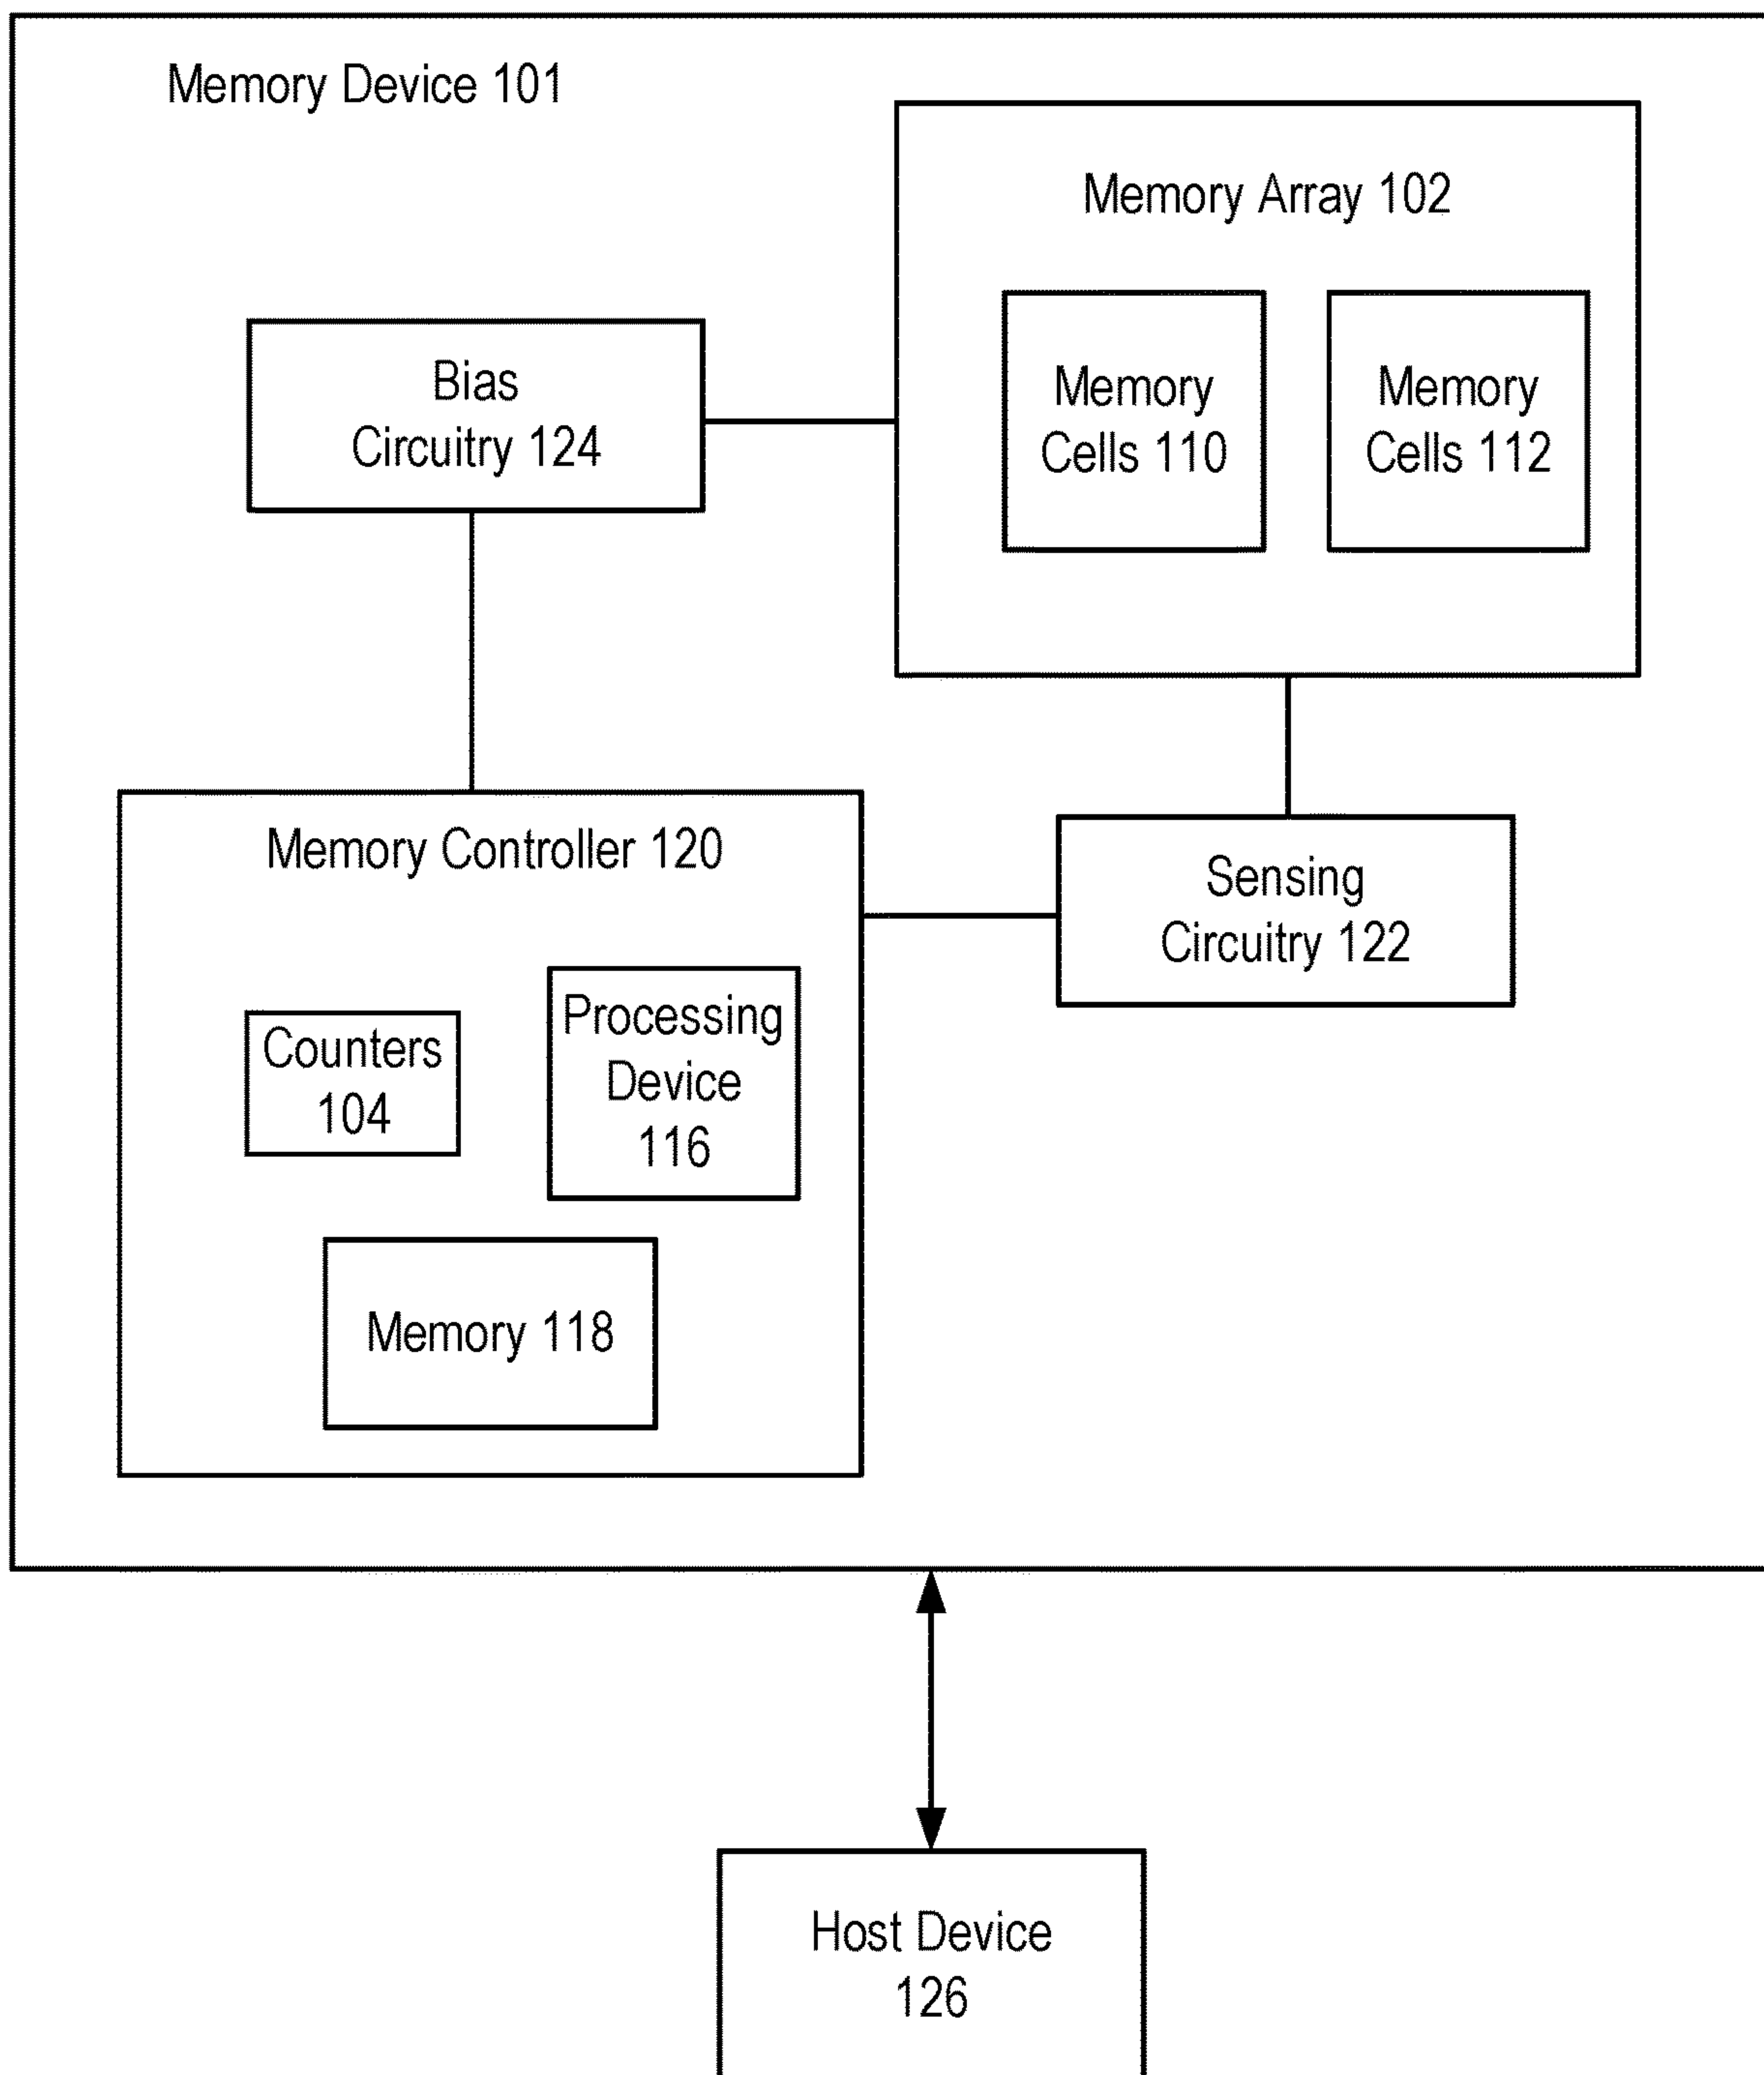 Memory Device 101
Memory Array 102
Memory
Cells 110
Memory
Cells 112
Bias
Circuitry 124
Memory Controller 120
Counters
104
Processing
Device
116
Memory 118
Sensing
Circuitry 122
Host Device
126